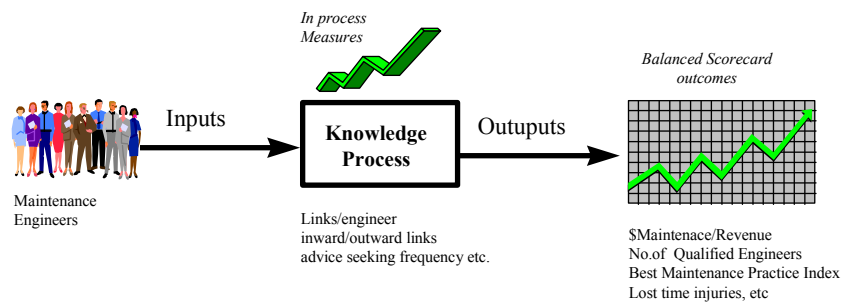 In process
Measures
Balanced Scorecard
outcomes
Inputs
Knowledge
Process
Outuputs
Maintenance
Engineers
Links/engineer
inward/outward links
advice seeking frequency etc.
$Maintenace/Revenue
No.of Qualified Engineers
Best Maintenance Practice Index
Lost time injuries, etc